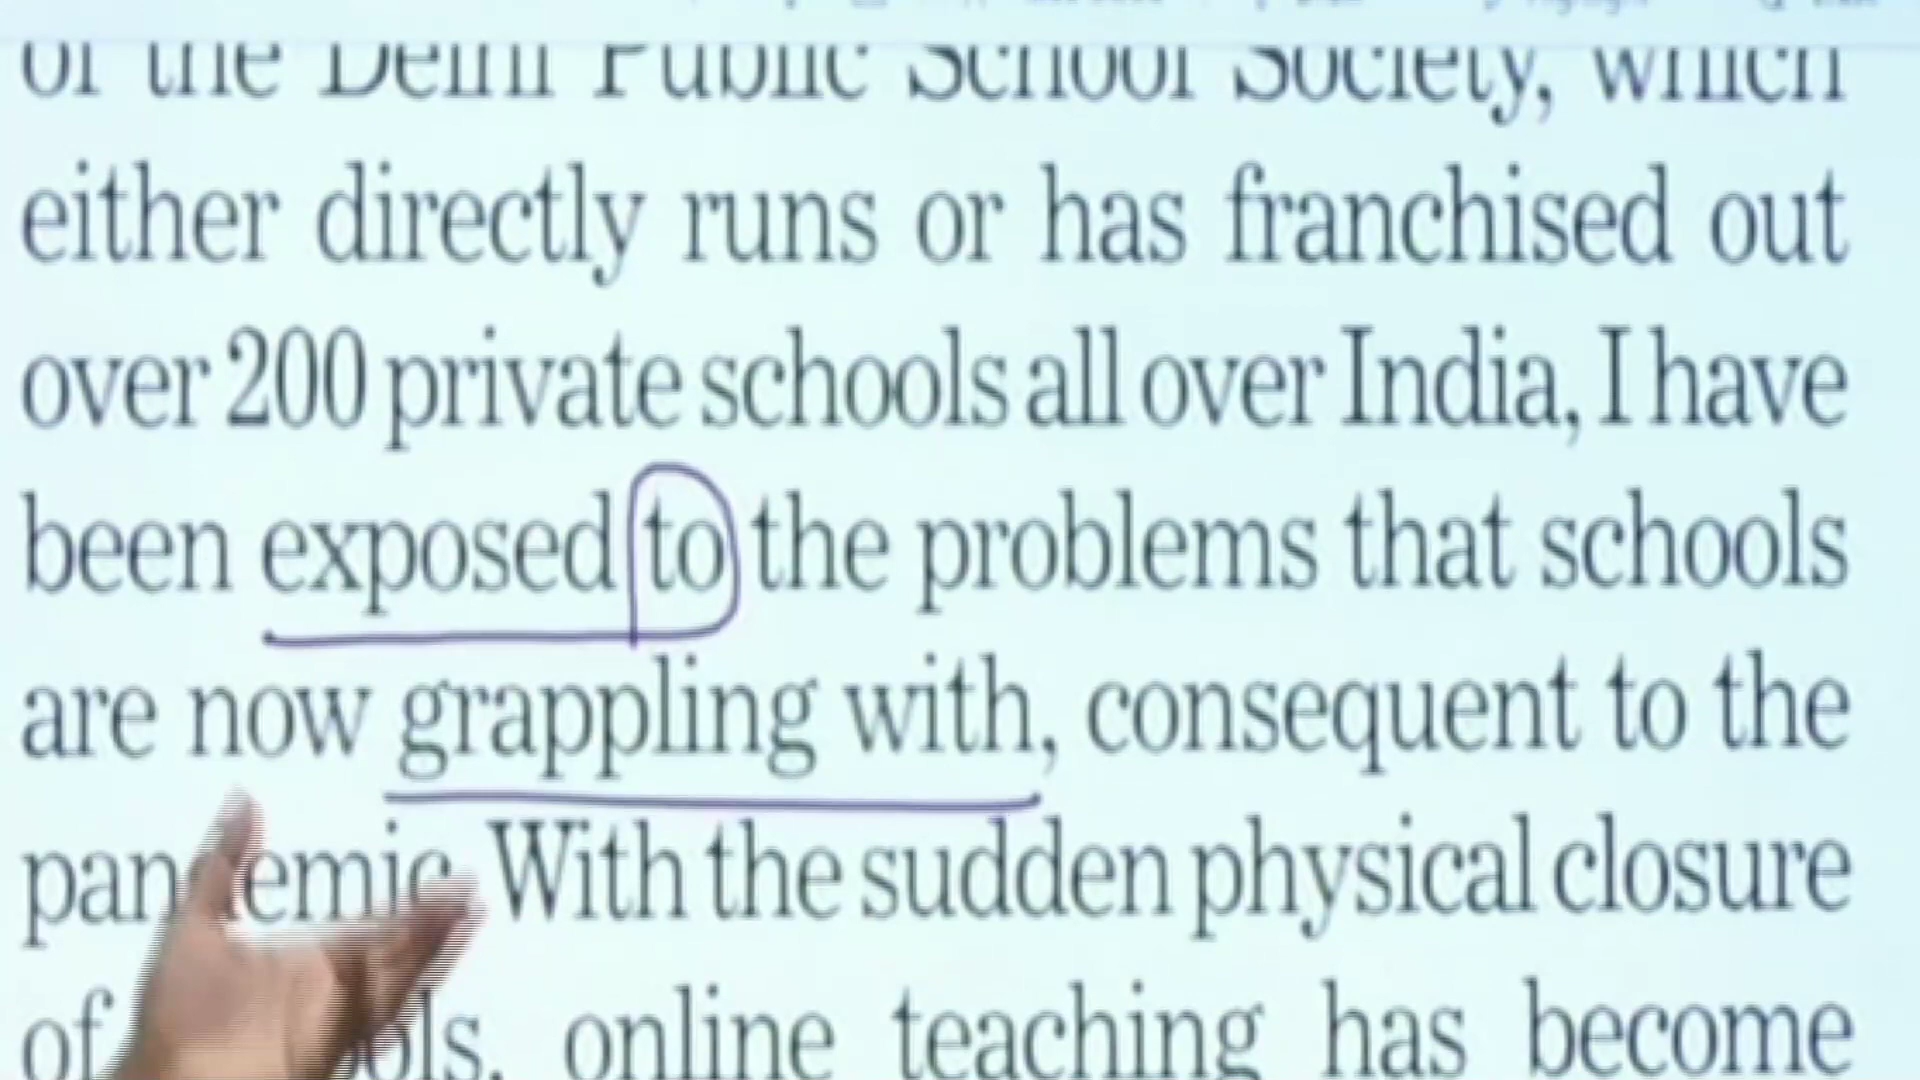 of the Delhi Public School Society, which
either directly runs or has franchised out
over 200 private schools all over India, I have
been exposed to the problems that schools
are now grappling with, consequent to the
pandemic. With the sudden physical closure
of online teaching has become